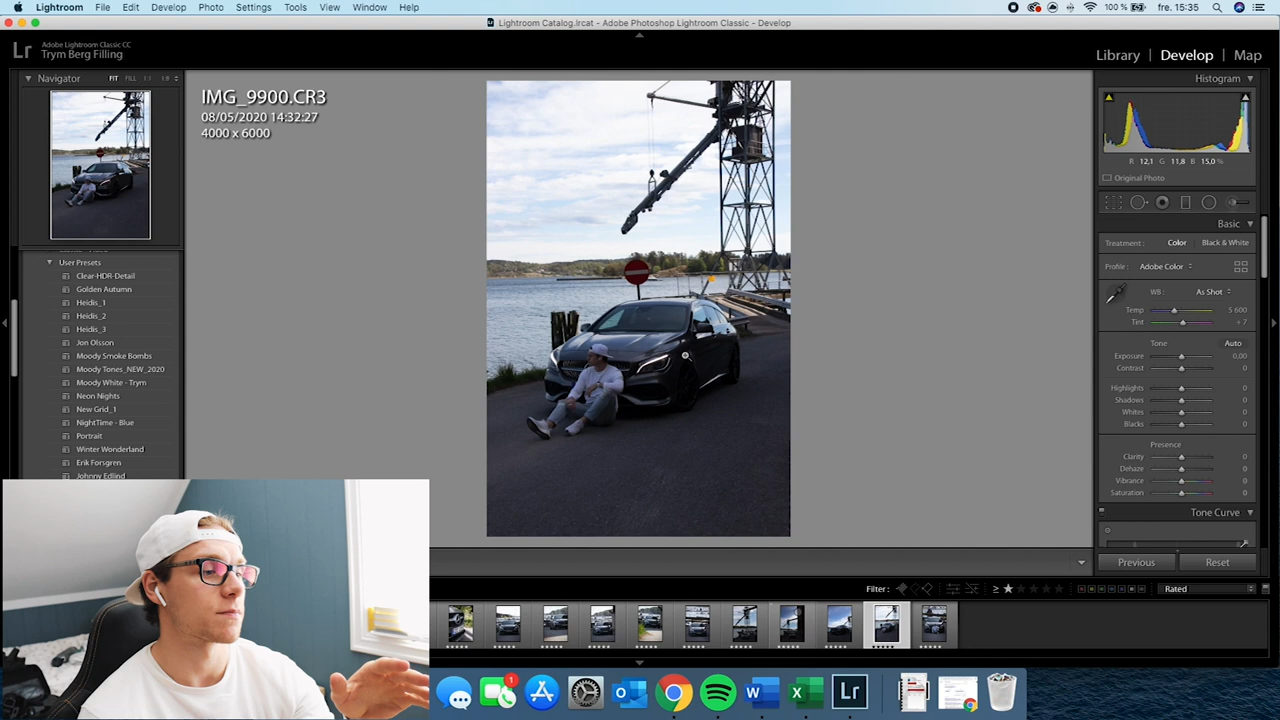 Lightroom File Edit Develop Photo Settings Tools View Window Help
100 % fre. 15:35
Lightroom Catalog.lrcat - Adobe Photoshop Lightroom Classic - Develop
Lr
Adobe Lightroom Classic CC
Trym Berg Filling
Library | Develop | Map
Navigator FIT FILL 1:1 1:8
IMG_9900.CR3
08/05/2020 14:32:27
4000 x 6000
User Presets
Clear-HDR-Detail
Golden Autumn
Heidis_1
Heidis_2
Heidis_3
Jon Olsson
Moody Smoke Bombs
Moody Tones_NEW_2020
Moody White - Trym
Neon Nights
New Grid_1
NightTime - Blue
Portrait
Winter Wonderland
Erik Forsgren
Johnny Edlind
Histogram
R 12,1 G 11,8 B 15,0 %
Original Photo
Basic
Treatment: Color Black & White
Profile: Adobe Color
WB: As Shot
Temp 5 600
Tint + 7
Tone Auto
Exposure 0,00
Contrast 0
Highlights 0
Shadows 0
Whites 0
Blacks 0
Presence
Clarity 0
Dehaze 0
Vibrance 0
Saturation 0
Tone Curve
Previous Reset
Filter: ≥ Rated
1
W X Lr